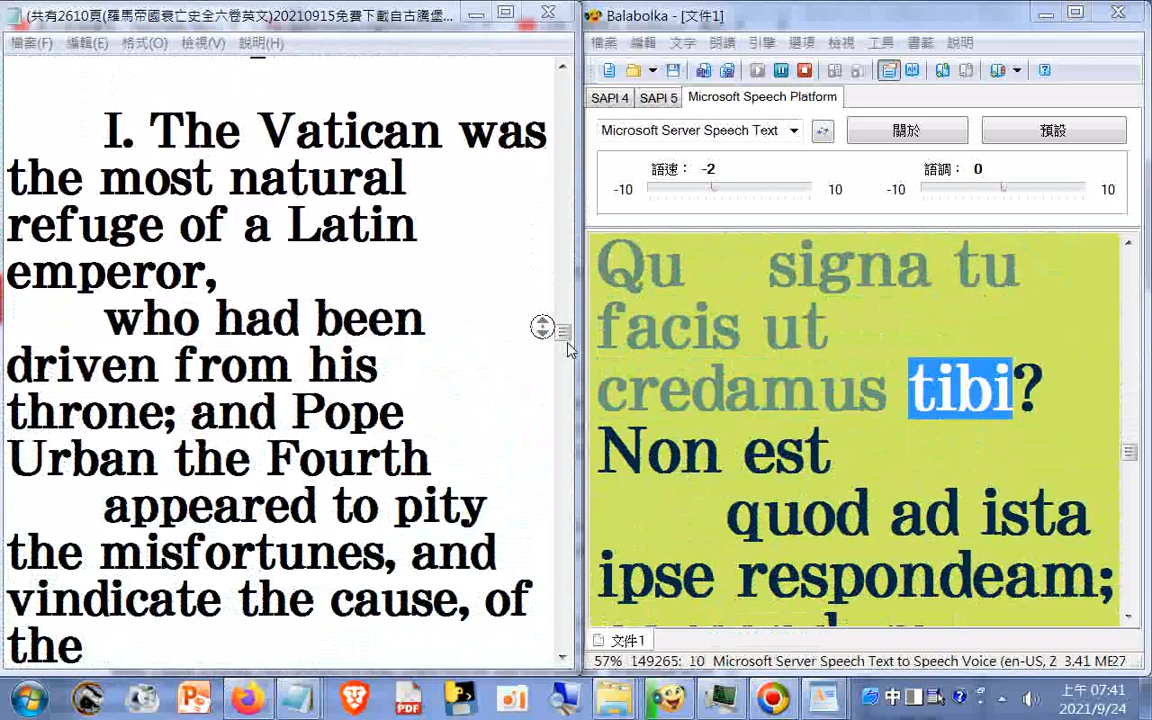 (共有2610頁(羅馬帝國衰亡史全六卷英文)20210915免費下載自古騰堡...
檔案(F) 編輯(E) 格式(O) 檢視(V) 說明(H)
I. The Vatican was
the most natural
refuge of a Latin
emperor,
who had been
driven from his
throne; and Pope
Urban the Fourth
appeared to pity
the misfortunes, and
vindicate the cause, of
the
Balabolka - [文件1]
檔案 編輯 文字 朗讀 引擎 選項 檢視 工具 書籤 說明
SAPI 4 SAPI 5 Microsoft Speech Platform
Microsoft Server Speech Text 關於 預設
語速: -2 語調: 0
-10 10 -10 10
Qu signa tu
facis ut
credamus tibi?
Non est
quod ad ista
ipse respondeam;
文件1
57% 149265: 10 Microsoft Server Speech Text to Speech Voice (en-US, Z 3,41 ME27
中
上午 07:41
2021/9/24